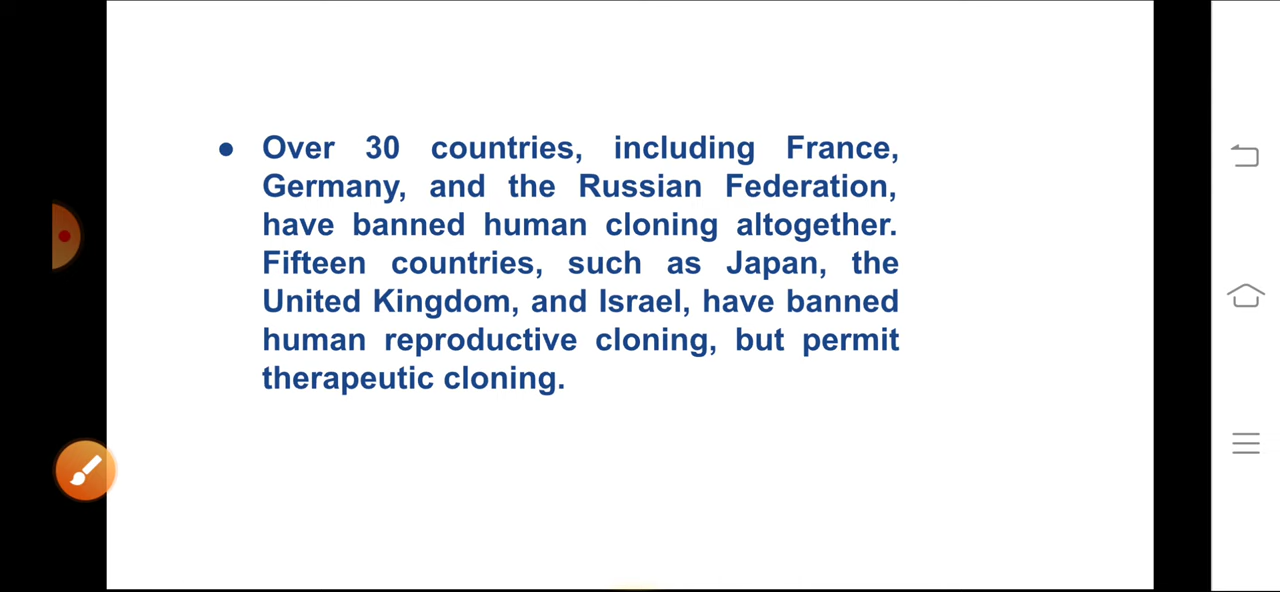 ● Over 30 countries, including France,
Germany, and the Russian Federation,
have banned human cloning altogether.
Fifteen countries, such as Japan, the
United Kingdom, and Israel, have banned
human reproductive cloning, but permit
therapeutic cloning.